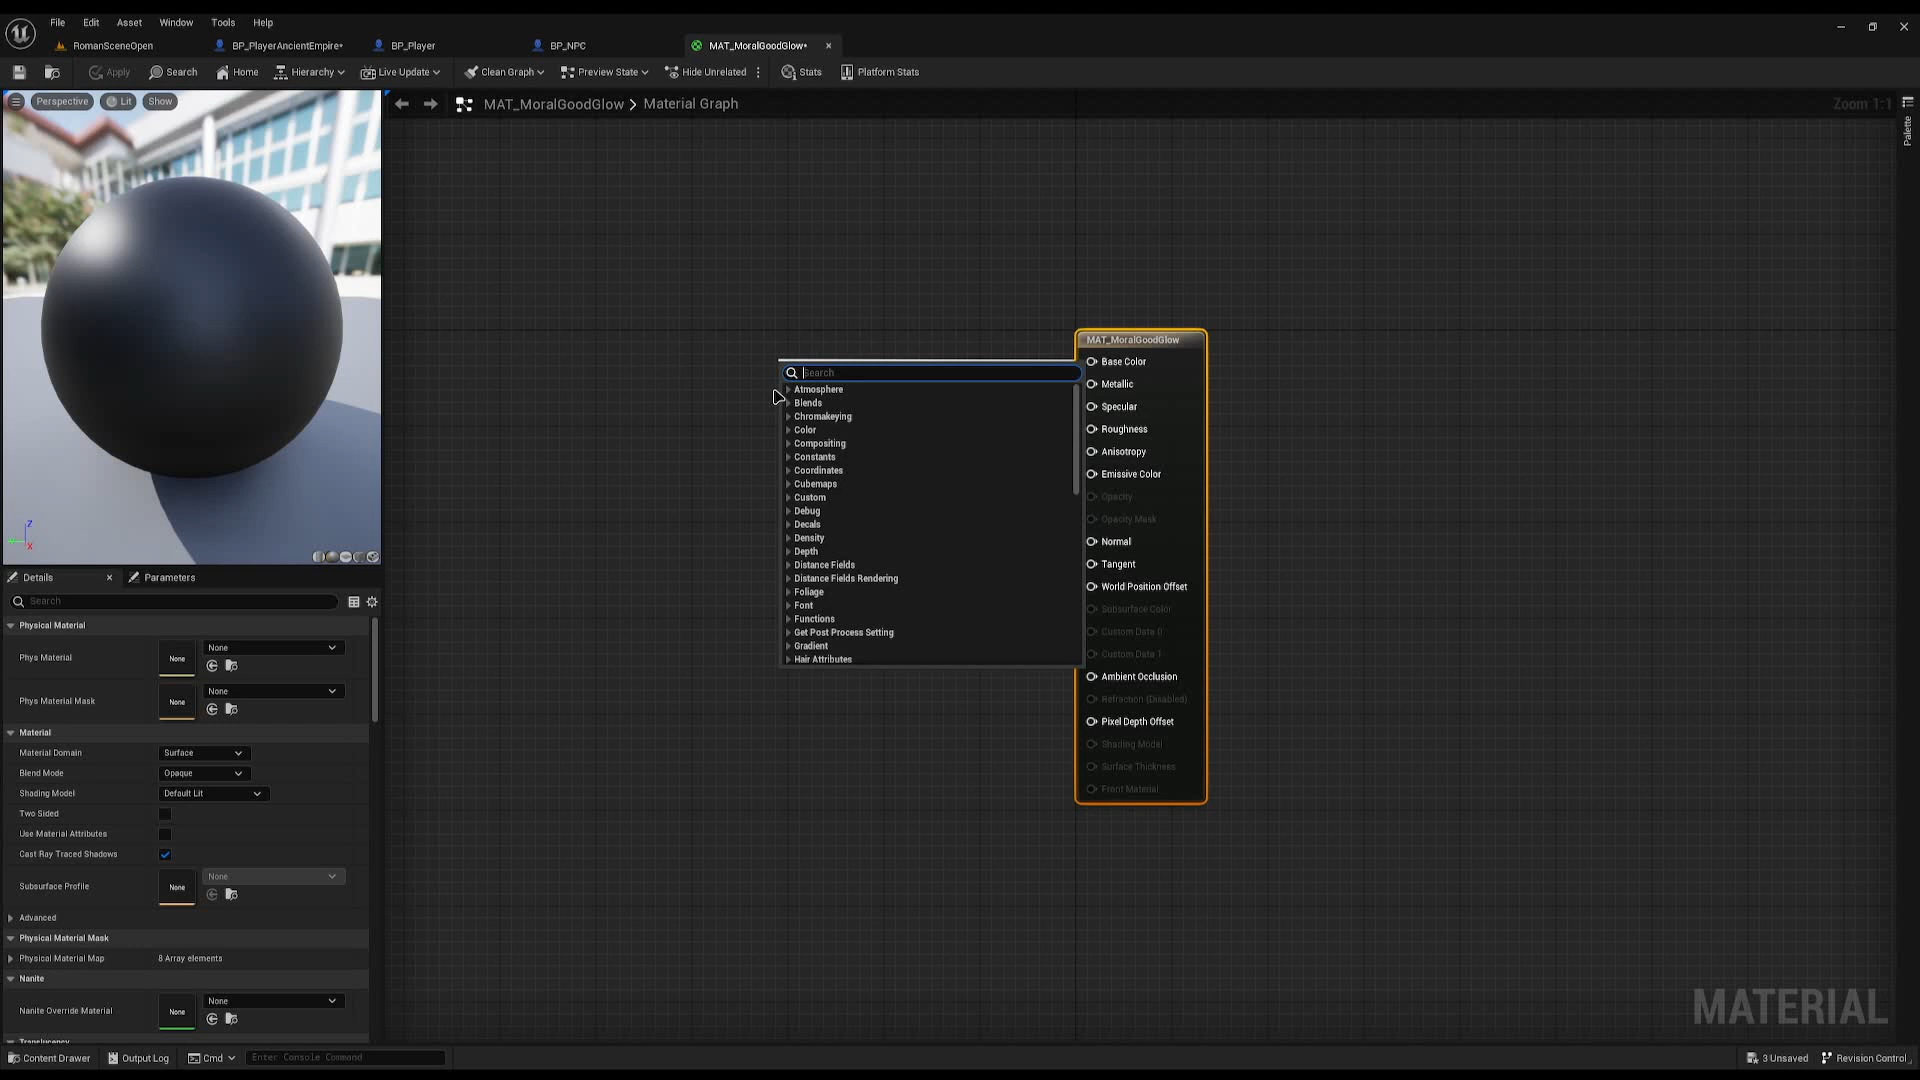 File Edit Asset Window Tools Help
RomanSceneOpen BP_PlayerAncientEmpire* BP_Player BP_NPC MAT_MoralGoodGlow*
Apply Search Home Hierarchy Live Update Clean Graph Preview State Hide Unrelated Stats Platform Stats
Perspective Lit Show
MAT_MoralGoodGlow > Material Graph
Zoom 1:1
Palette
MAT_MoralGoodGlow
Base Color
Metallic
Specular
Roughness
Anisotropy
Emissive Color
Opacity
Opacity Mask
Normal
Tangent
World Position Offset
Subsurface Color
Custom Data 0
Custom Data 1
Ambient Occlusion
Refraction (Disabled)
Pixel Depth Offset
Shading Model
Surface Thickness
Front Material
Search
Atmosphere
Blends
Chromakeying
Color
Compositing
Constants
Coordinates
Cubemaps
Custom
Debug
Decals
Density
Depth
Distance Fields
Distance Fields Rendering
Foliage
Font
Functions
Get Post Process Setting
Gradient
Hair Attributes
Z
X
Details Parameters
Search
Physical Material
Phys Material None None
Phys Material Mask None None
Material
Material Domain Surface
Blend Mode Opaque
Shading Model Default Lit
Two Sided
Use Material Attributes
Cast Ray Traced Shadows
Subsurface Profile None None
Advanced
Physical Material Mask
Physical Material Map 8 Array elements
Nanite
Nanite Override Material None None
Translucency
MATERIAL
Content Drawer Output Log Cmd Enter Console Command 3 Unsaved Revision Control